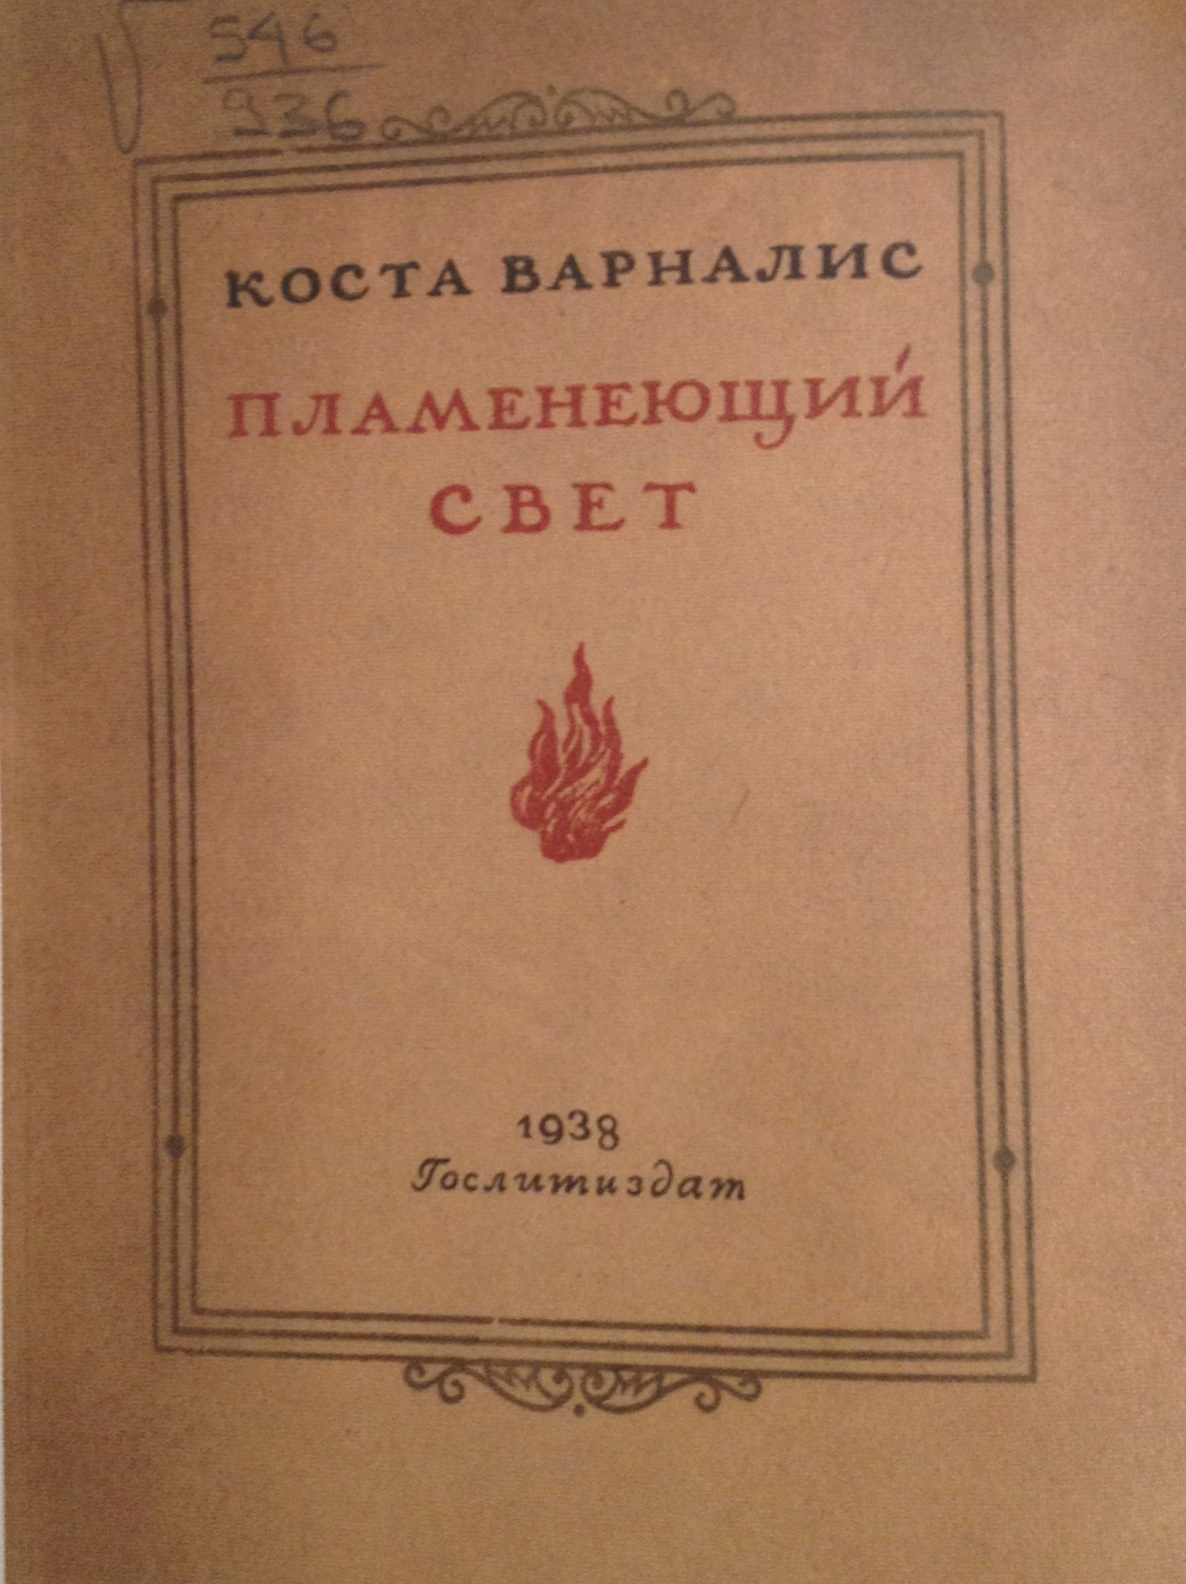 546
936
КОСТА ВАРНАЛИС
ПЛАМЕНЕЮЩИЙ
СВЕТ
1938
Гослитиздат